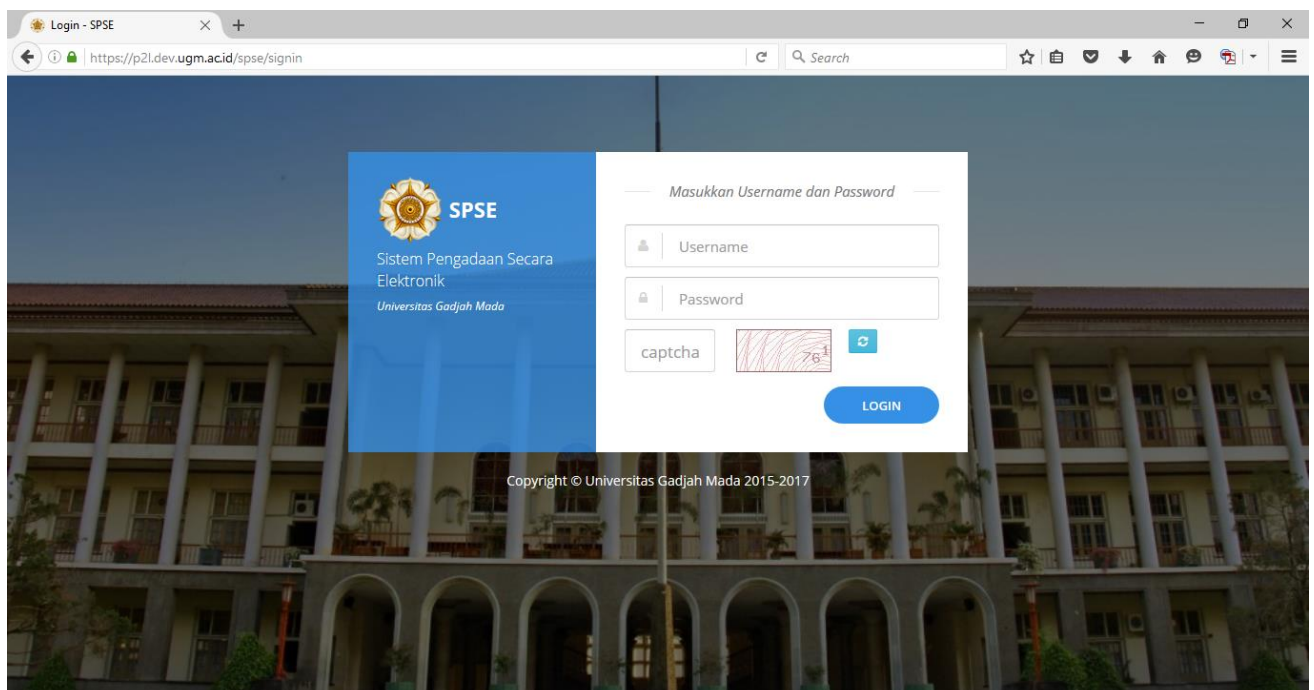 Login - SPSE
https://p2l.dev.ugm.ac.id/spse/signin
Search
SPSE
Sistem Pengadaan Secara
Elektronik
Universitas Gadjah Mada
Masukkan Username dan Password
Username
Password
captcha
761
LOGIN
Copyright © Universitas Gadjah Mada 2015-2017